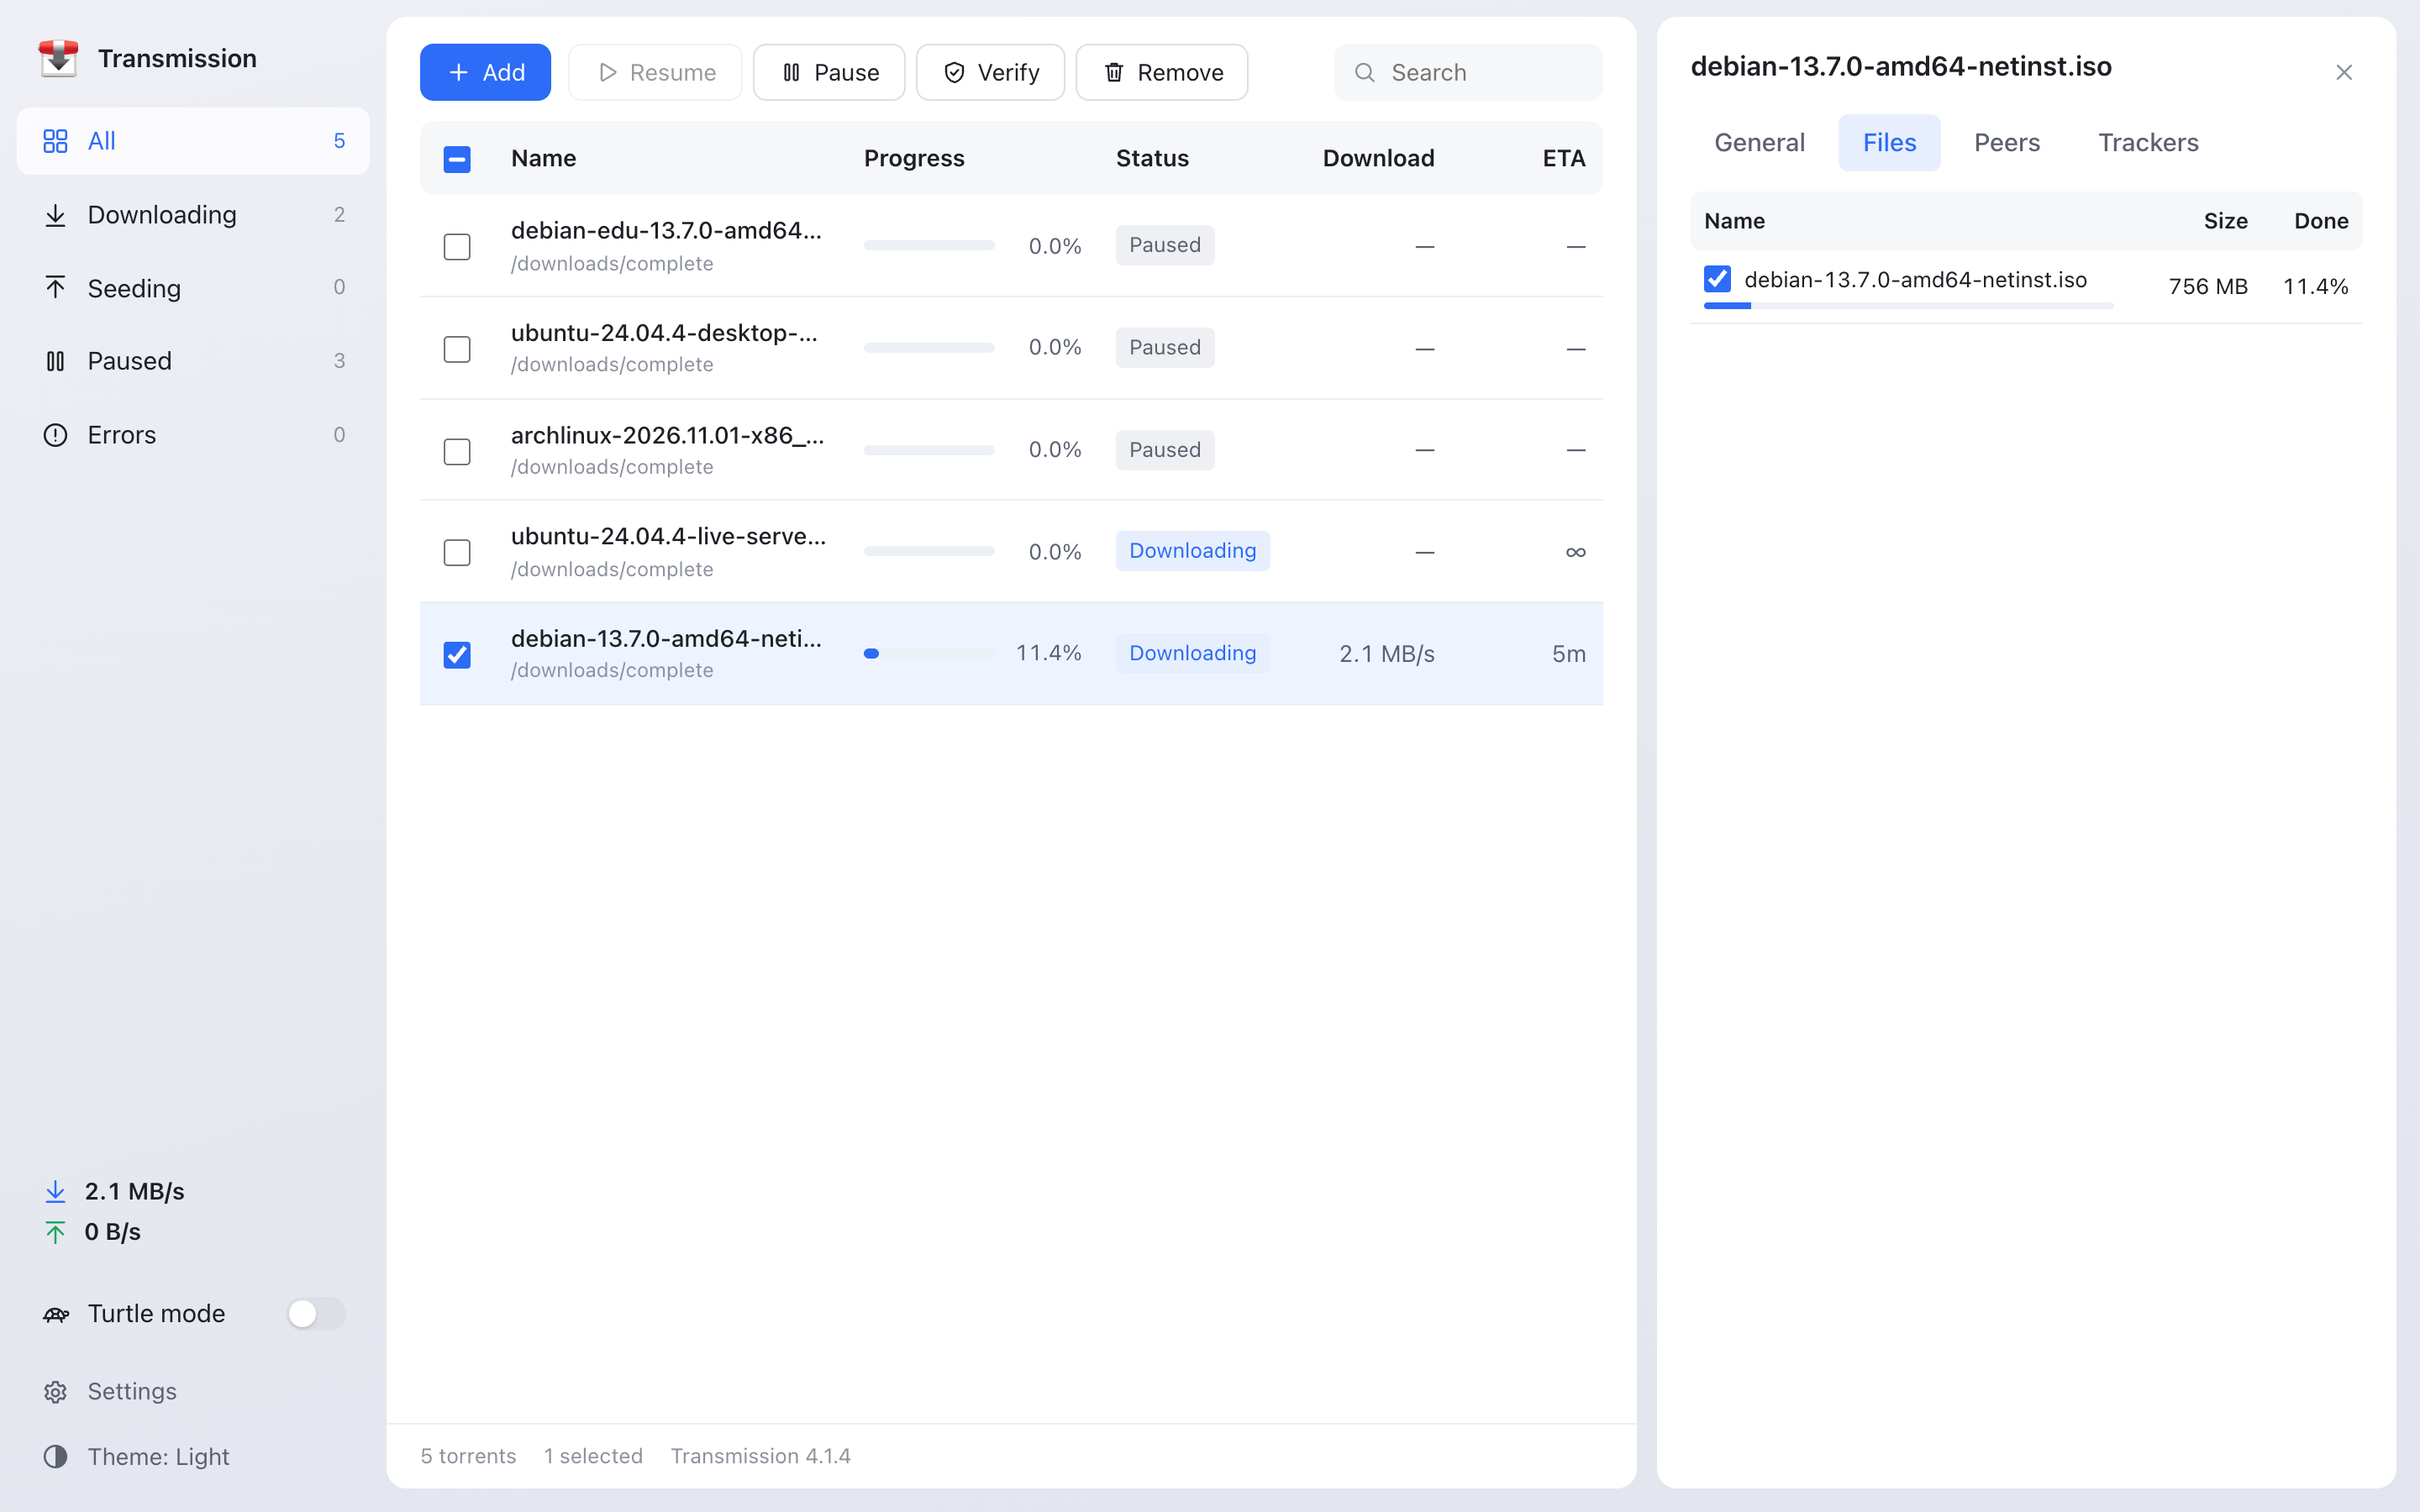 Transmission
All 5
Downloading 2
Seeding 0
Paused 3
Errors 0
2.1 MB/s
0 B/s
Turtle mode
Settings
Theme: Light
Add Resume Pause Verify Remove Search
Name Progress Status Download ETA
debian-edu-13.7.0-amd64... 0.0% Paused — —
/downloads/complete
ubuntu-24.04.4-desktop-... 0.0% Paused — —
/downloads/complete
archlinux-2026.11.01-x86_... 0.0% Paused — —
/downloads/complete
ubuntu-24.04.4-live-serve... 0.0% Downloading — ∞
/downloads/complete
debian-13.7.0-amd64-neti... 11.4% Downloading 2.1 MB/s 5m
/downloads/complete
5 torrents 1 selected Transmission 4.1.4
debian-13.7.0-amd64-netinst.iso
General Files Peers Trackers
Name Size Done
debian-13.7.0-amd64-netinst.iso 756 MB 11.4%